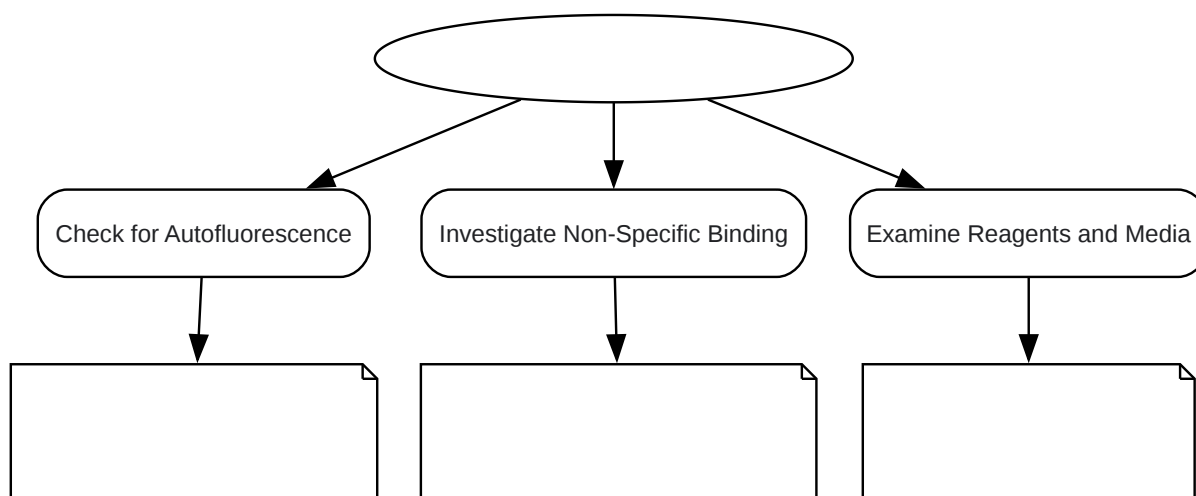 Check for Autofluorescence
Investigate Non-Specific Binding
Examine Reagents and Media